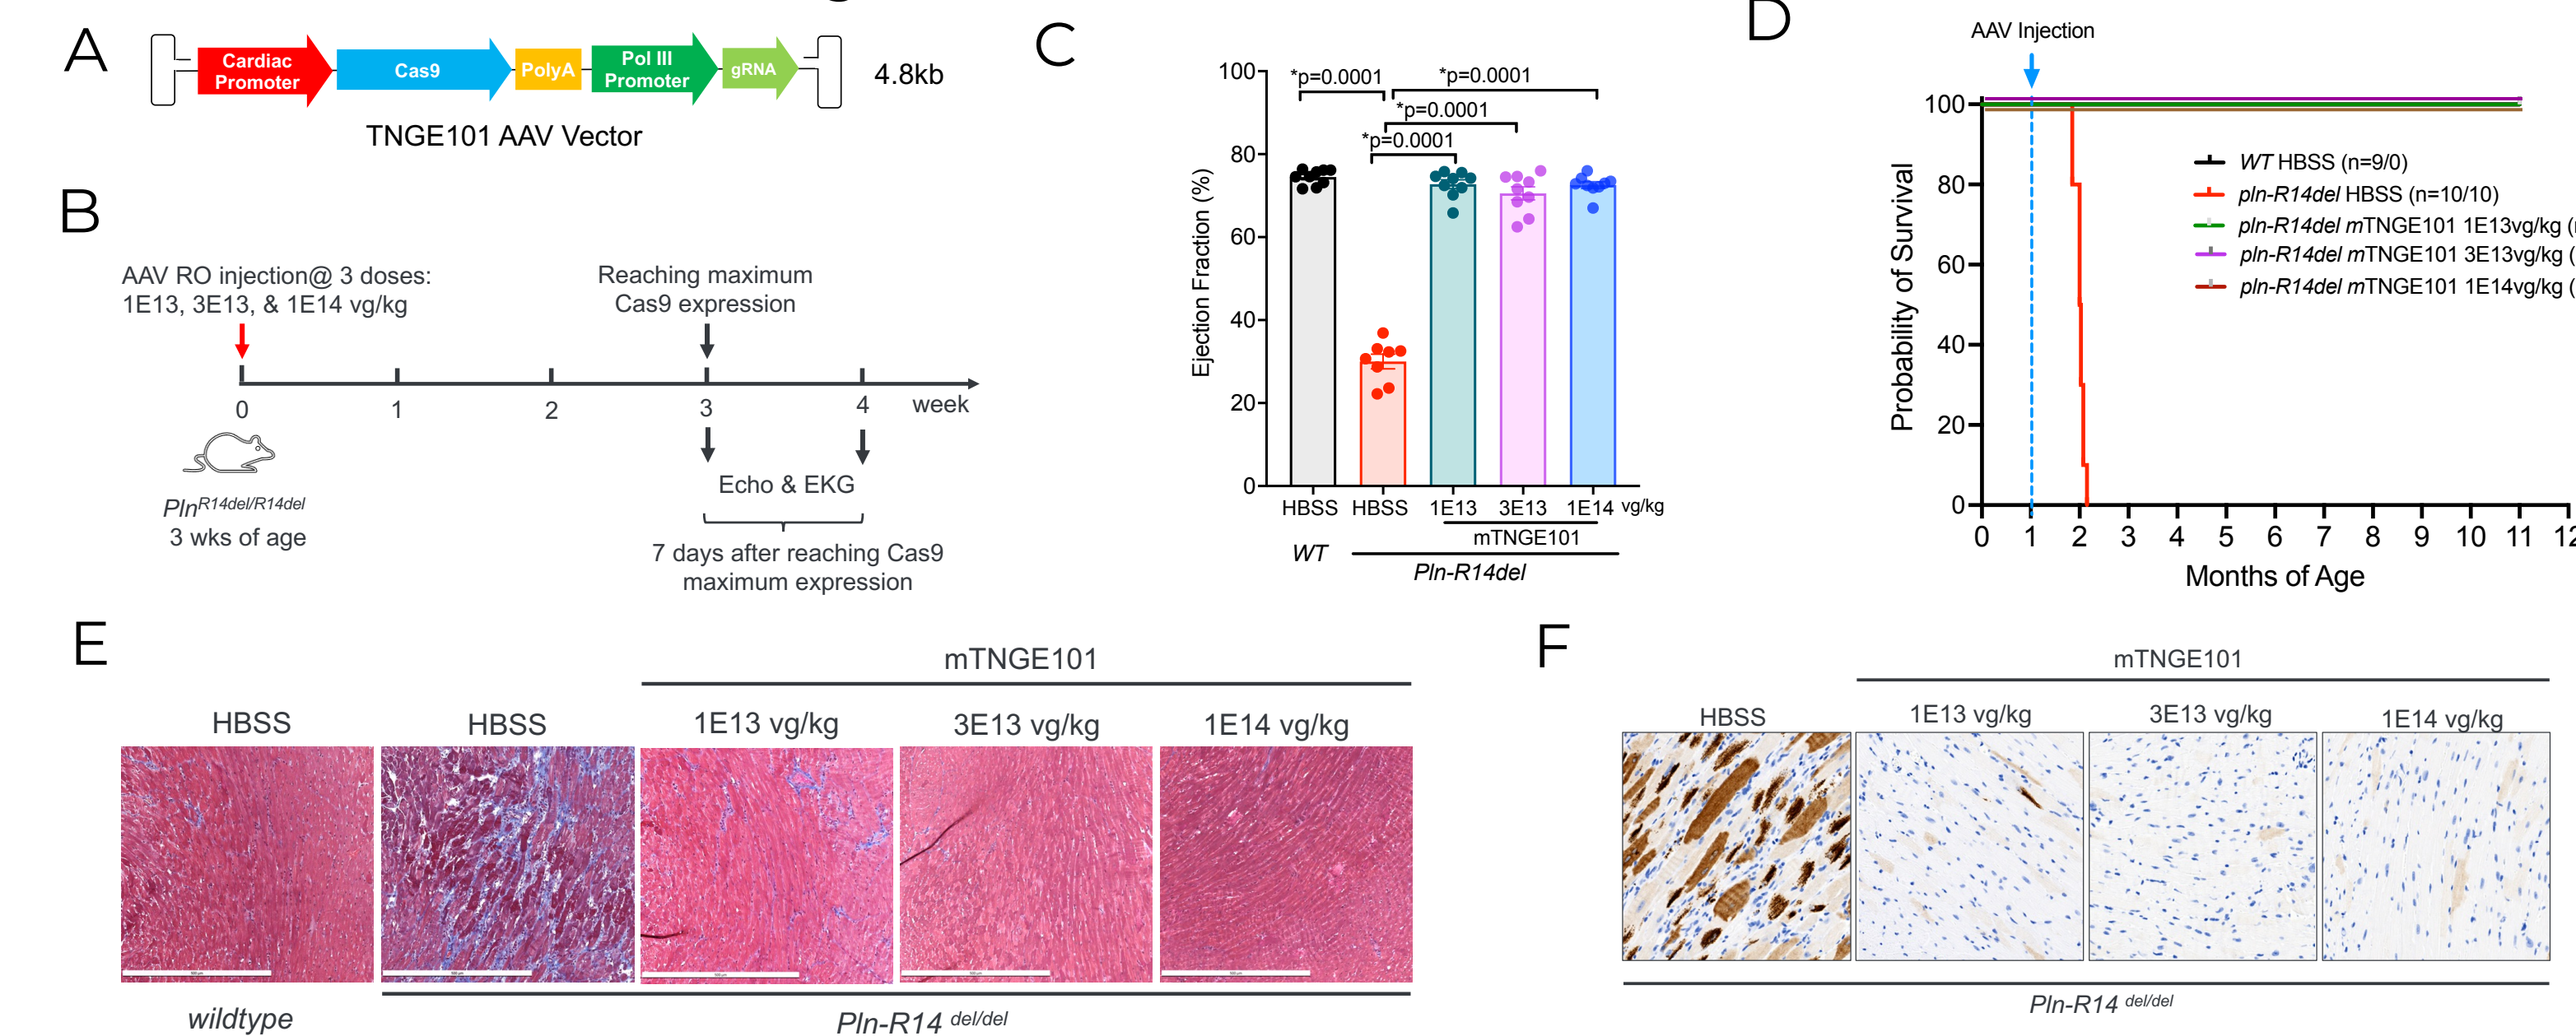 A
Cardiac
Promoter
Cas9
PolyA
Pol III
Promoter
gRNA
4.8kb
TNGE101 AAV Vector
B
AAV RO injection@ 3 doses:
1E13, 3E13, & 1E14 vg/kg
Reaching maximum
Cas9 expression
0
1
2
3
4
week
Pln^R14del/R14del
3 wks of age
Echo & EKG
7 days after reaching Cas9
maximum expression
C
Ejection Fraction (%)
100
80
60
40
20
0
*p=0.0001
*p=0.0001
*p=0.0001
*p=0.0001
HBSS HBSS 1E13 3E13 1E14 vg/kg
mTNGE101
WT
Pln-R14del
D
AAV Injection
Probability of Survival
100
80
60
40
20
0
WT HBSS (n=9/0)
pln-R14del HBSS (n=10/10)
pln-R14del mTNGE101 1E13vg/kg (
pln-R14del mTNGE101 3E13vg/kg (
pln-R14del mTNGE101 1E14vg/kg (
0 1 2 3 4 5 6 7 8 9 10 11 12
Months of Age
E
mTNGE101
HBSS
HBSS
1E13 vg/kg
3E13 vg/kg
1E14 vg/kg
wildtype
Pln-R14 del/del
F
mTNGE101
HBSS
1E13 vg/kg
3E13 vg/kg
1E14 vg/kg
Pln-R14 del/del